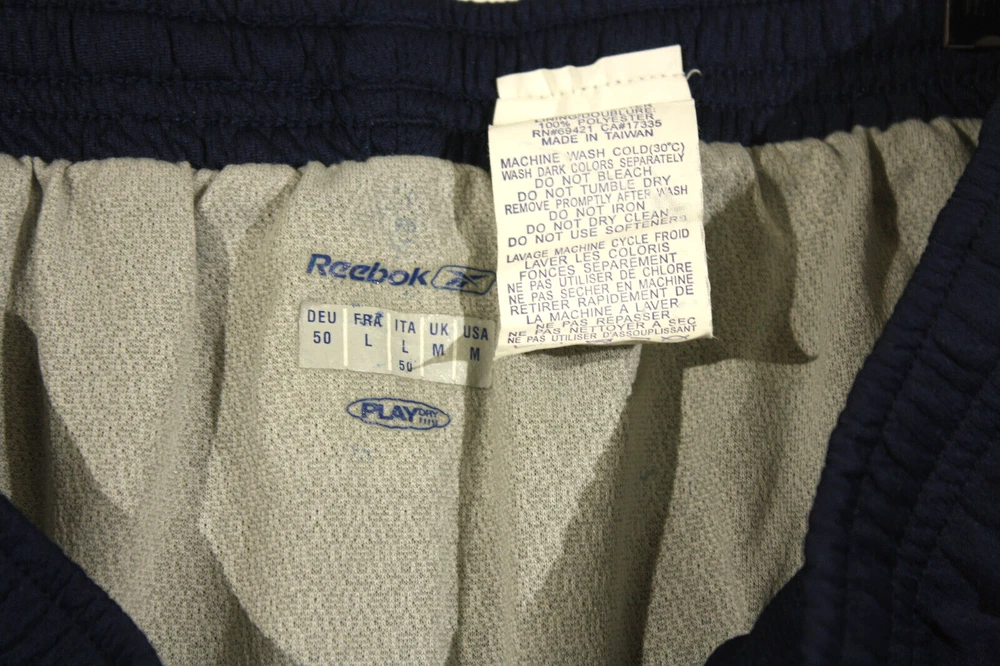 LINING/DOUBLURE:
100% POLYESTER
RN#69421 CA#17335
MADE IN TAIWAN
MACHINE WASH COLD(30°C)
WASH DARK COLORS SEPARATELY
DO NOT BLEACH
DO NOT TUMBLE DRY
REMOVE PROMPTLY AFTER WASH
DO NOT IRON
DO NOT DRY CLEAN
DO NOT USE SOFTENERS
LAVAGE MACHINE CYCLE FROID
LAVER LES COLORIS
FONCES SÉPARÉMENT
NE PAS UTILISER DE CHLORE
NE PAS SECHER EN MACHINE
RETIRER RAPIDEMENT DE
LA MACHINE A LAVER
NE PAS REPASSER
NE PAS NETTOYER A SEC
NE PAS UTILISER D'ASSOUPLISSANT
Reebok
DEU FRA ITA UK USA
50 L L M M
50
PLAYDRY